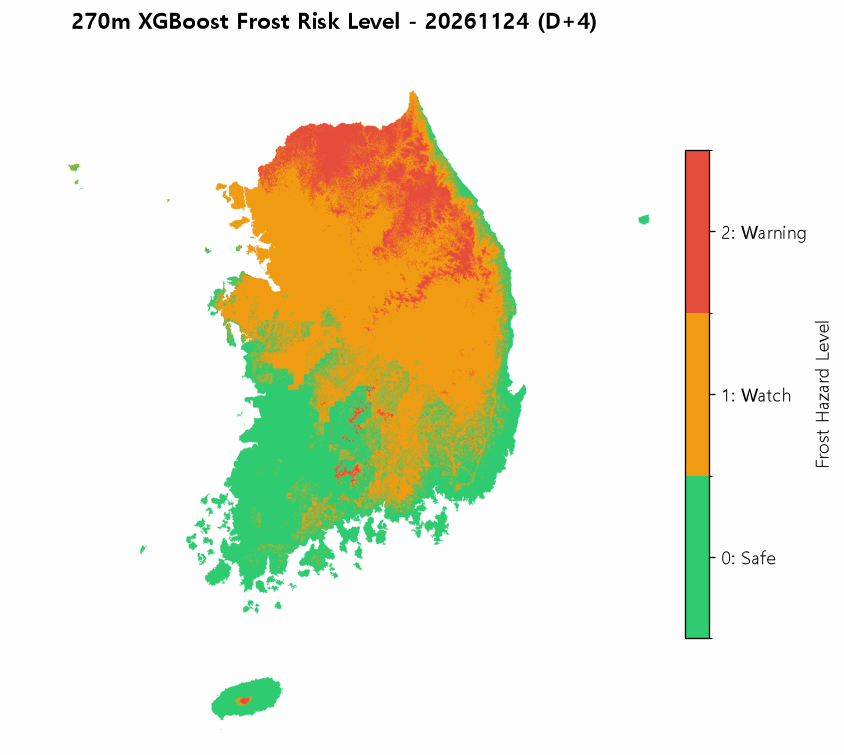 270m XGBoost Frost Risk Level - 20261124 (D+4)
2: Warning
1: Watch
0: Safe
Frost Hazard Level